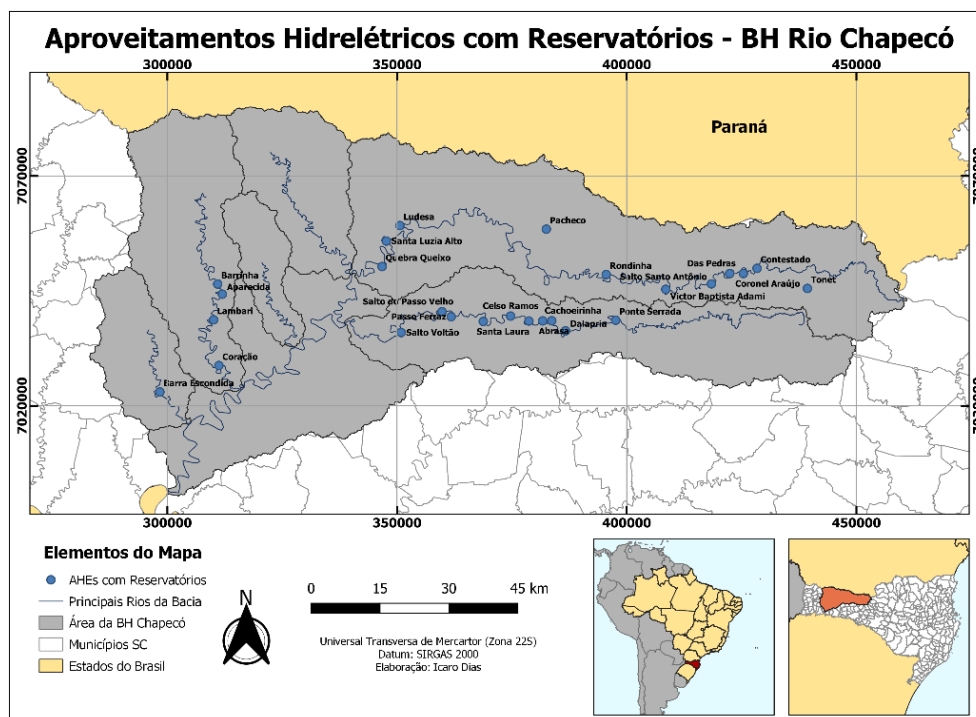 Aproveitamentos Hidrelétricos com Reservatórios - BH Rio Chapecó
300000 350000 400000 450000
Paraná
7070000
7070000
Ludesa
Pacheco
Santa Luzia Alto
Quebra Queixo
Rondinha
Das Pedras
Contestado
Salto Santo Antônio
Coronel Araújo
Tonet
Victor Baptista Adami
Barrinha
Aparecida
Lambari
Salto do Passo Velho
Celso Ramos
Cachoeirinha
Ponte Serrada
Passo Ferraz
Salto Voltão
Santa Laura
Abrasa
Dalapria
Coração
Barra Escondida
7020000
7020000
300000 350000 400000 450000
Elementos do Mapa
AHEs com Reservatórios
Principais Rios da Bacia
Área da BH Chapecó
Municípios SC
Estados do Brasil
N
0 15 30 45 km
Universal Transversa de Mercartor (Zona 22S)
Datum: SIRGAS 2000
Elaboração: Icaro Dias